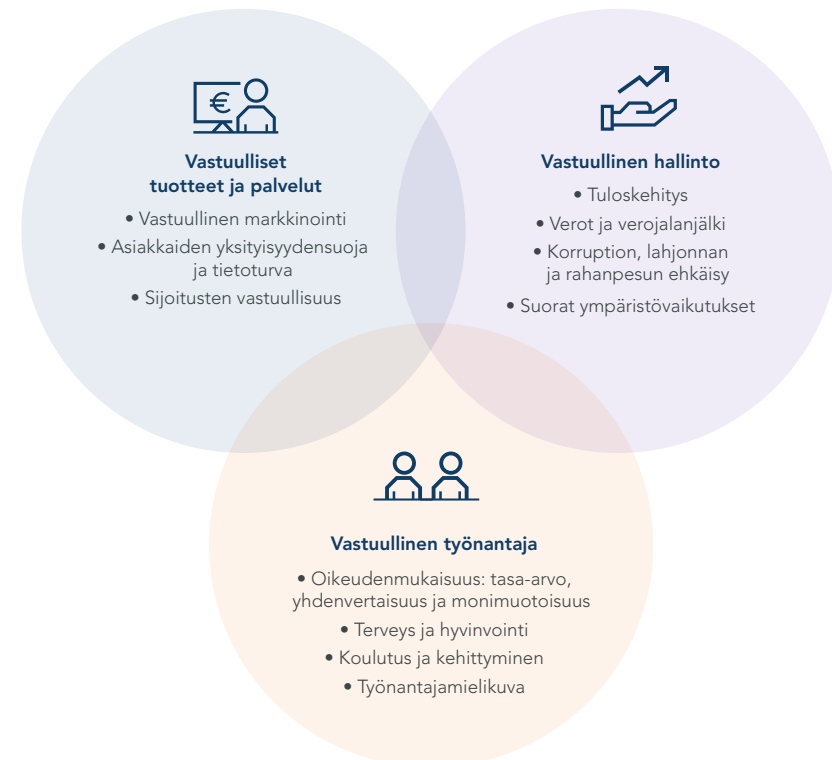 €
Vastuulliset
tuotteet ja palvelut
• Vastuullinen markkinointi
• Asiakkaiden yksityisyydensuoja
ja tietoturva
• Sijoitusten vastuullisuus
Vastuullinen hallinto
• Tuloskehitys
• Verot ja verojalanjälki
• Korruption, lahjonnan
ja rahanpesun ehkäisy
• Suorat ympäristövaikutukset
Vastuullinen työnantaja
• Oikeudenmukaisuus: tasa-arvo,
yhdenvertaisuus ja monimuotoisuus
• Terveys ja hyvinvointi
• Koulutus ja kehittyminen
• Työnantajamielikuva